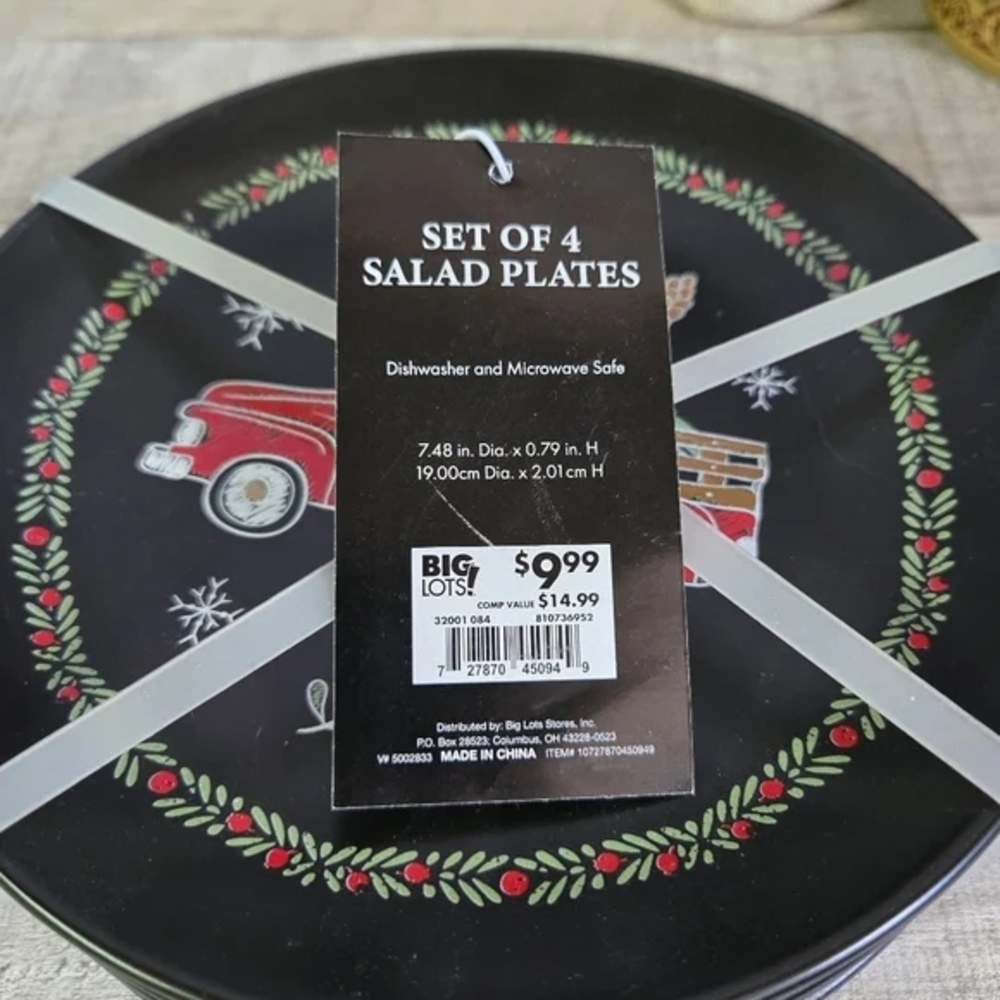 SET OF 4
SALAD PLATES
Dishwasher and Microwave Safe
7.48 in. Dia. x 0.79 in. H
19.00cm Dia. x 2.01cm H
BIG LOTS! $9.99
COMP VALUE $14.99
32001 084 810736952
7 27870 45094 9
Distributed by: Big Lots Stores, Inc.
P.O. Box 28523; Columbus, OH 43228-0523
V# 5002833 MADE IN CHINA ITEM# 10727870450949